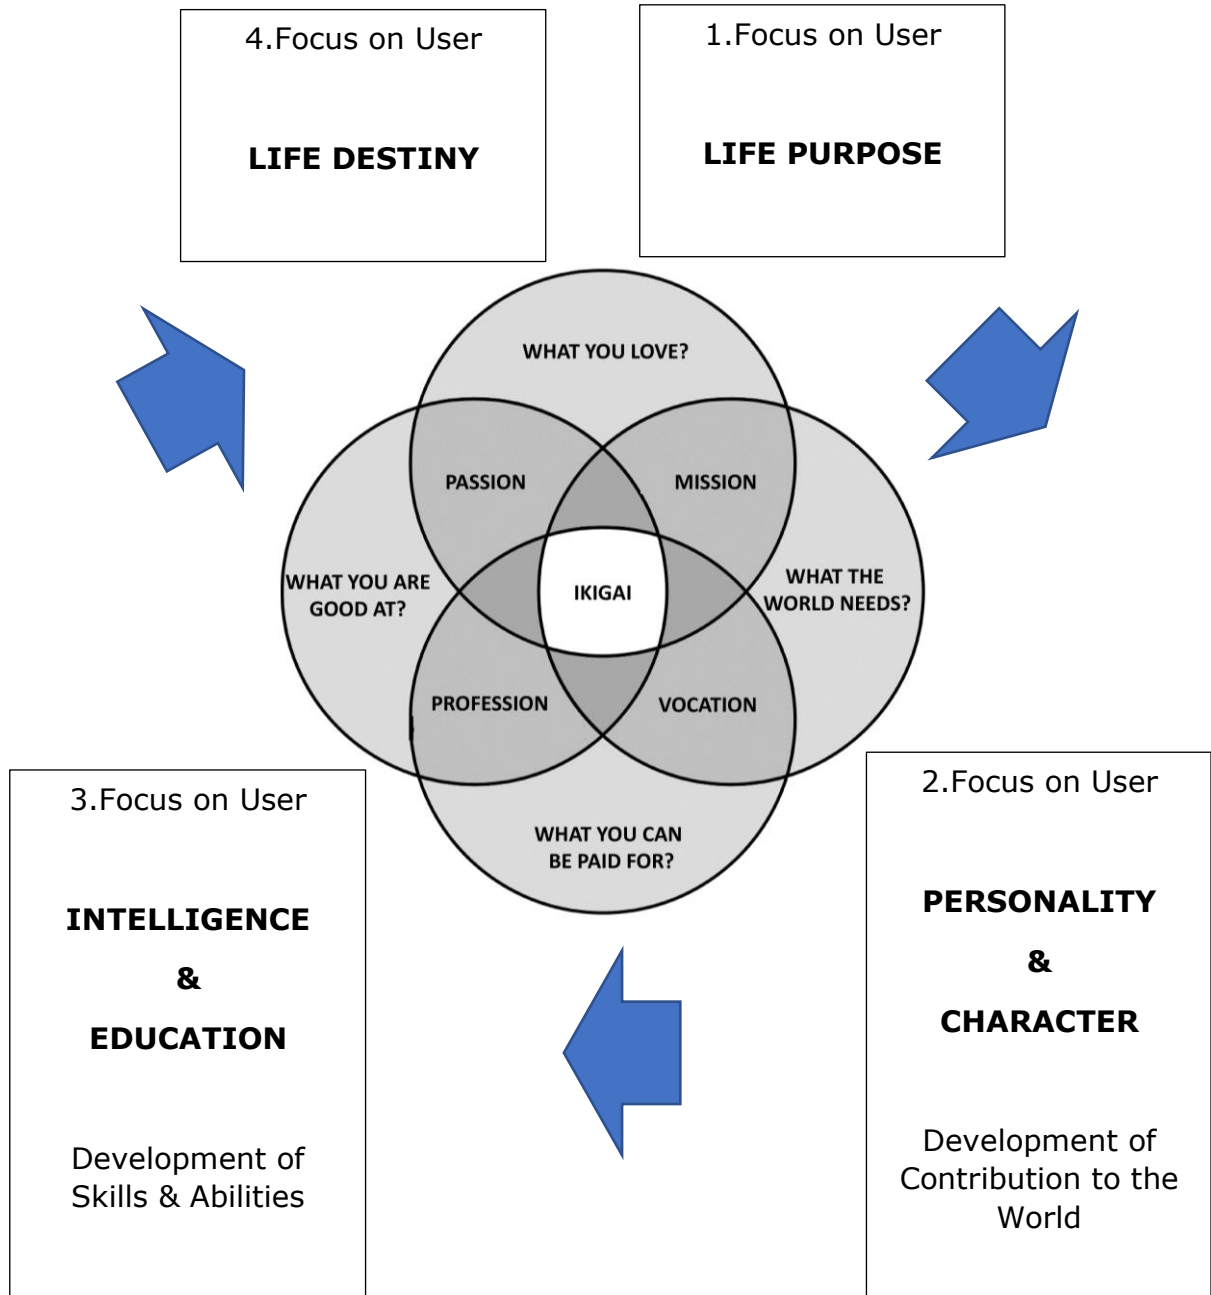 4.Focus on User
LIFE DESTINY
1.Focus on User
LIFE PURPOSE
WHAT YOU LOVE?
PASSION
MISSION
WHAT YOU ARE
GOOD AT?
IKIGAI
WHAT THE
WORLD NEEDS?
PROFESSION
VOCATION
WHAT YOU CAN
BE PAID FOR?
3.Focus on User
INTELLIGENCE
&
EDUCATION
Development of
Skills & Abilities
2.Focus on User
PERSONALITY
&
CHARACTER
Development of
Contribution to the
World